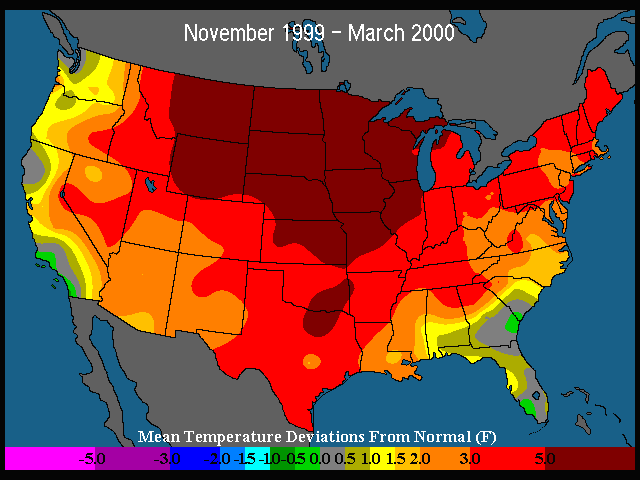 November 1999 - March 2000
Mean Temperature Deviations From Normal (F)
-5.0 -3.0 -2.0 -1.5 -1.0 -0.5 0.0 0.5 1.0 1.5 2.0 3.0 5.0